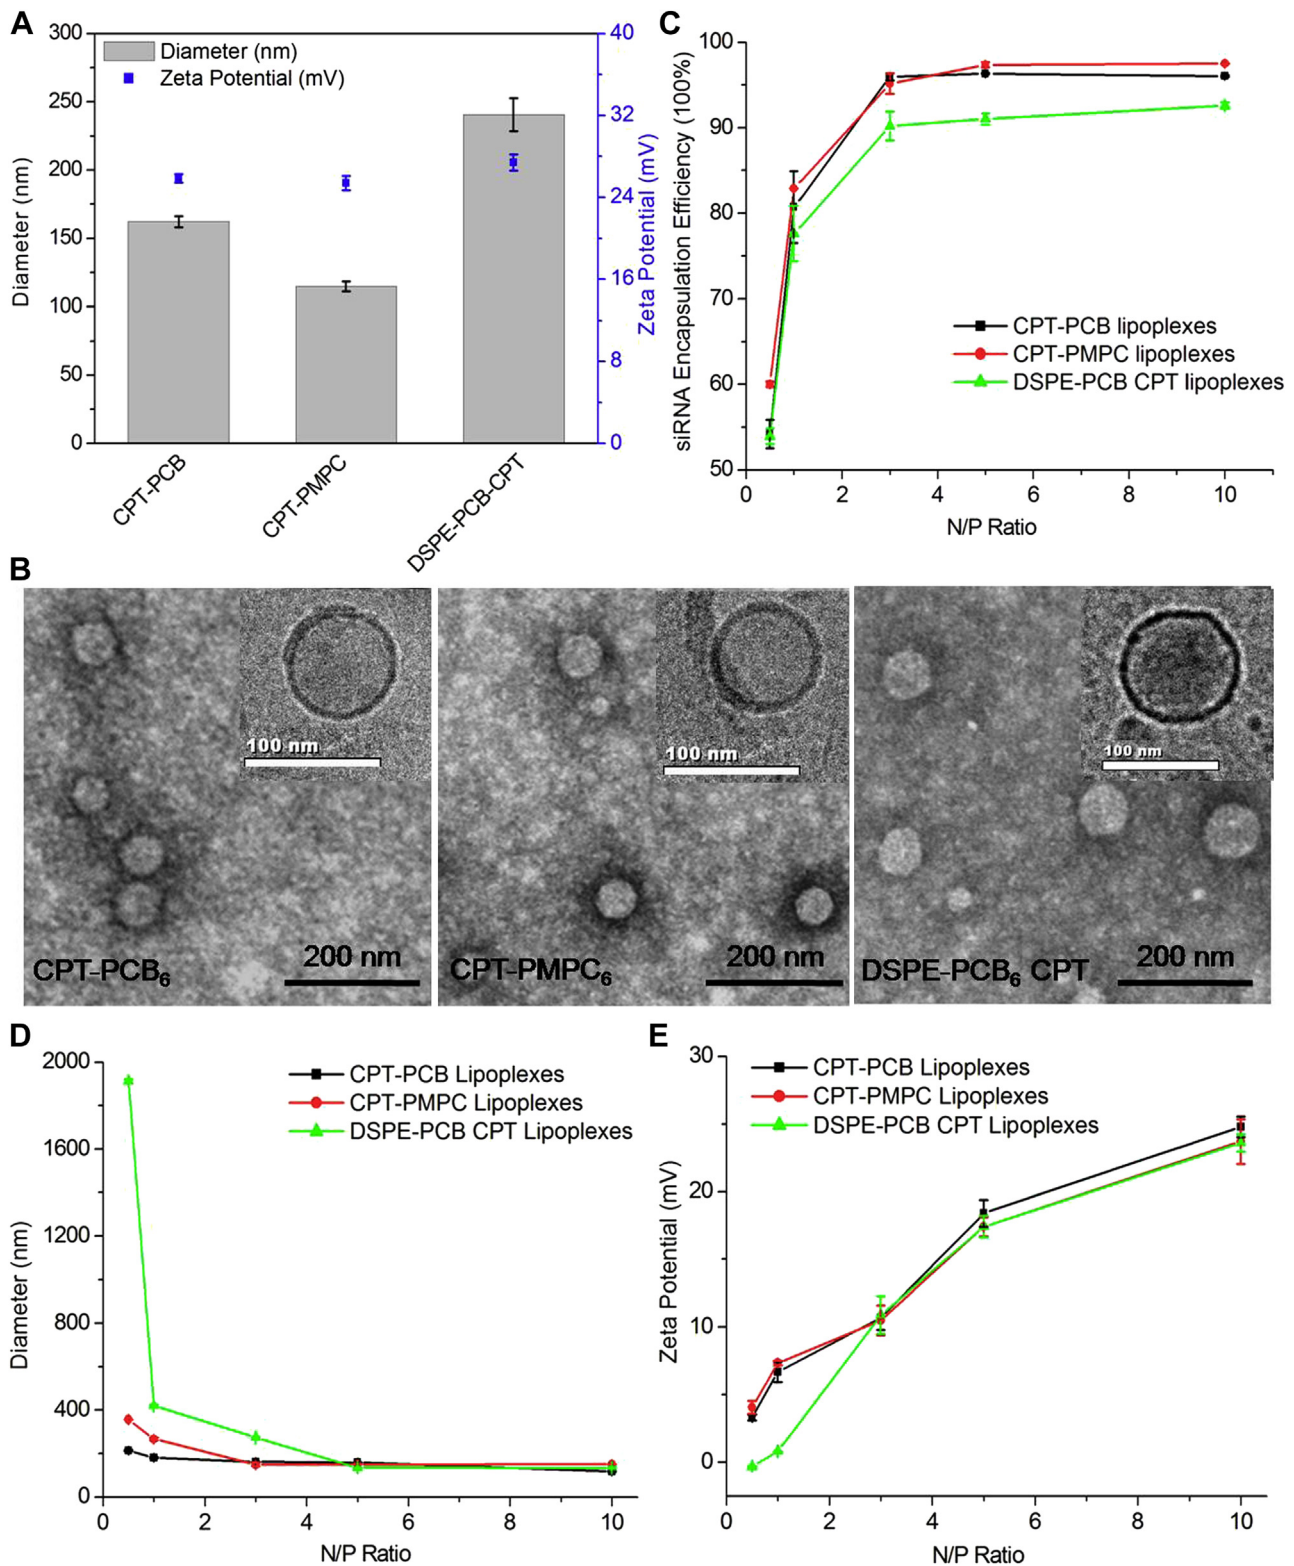 A
300
250
200
150
100
50
0
Diameter (nm)
Diameter (nm)
Zeta Potential (mV)
40
32
24
16
8
0
Zeta Potential (mV)
CPT-PCB
CPT-PMPC
DSPE-PCB-CPT
C
100
90
80
70
60
50
siRNA Encapsulation Efficiency (100%)
CPT-PCB lipoplexes
CPT-PMPC lipoplexes
DSPE-PCB CPT lipoplexes
0 2 4 6 8 10
N/P Ratio
B
100 nm
CPT-PCB6
200 nm
100 nm
CPT-PMPC6
200 nm
100 nm
DSPE-PCB6 CPT
200 nm
D
2000
1600
1200
800
400
0
Diameter (nm)
CPT-PCB Lipoplexes
CPT-PMPC Lipoplexes
DSPE-PCB CPT Lipoplexes
0 2 4 6 8 10
N/P Ratio
E
30
20
10
0
Zeta Potential (mV)
CPT-PCB Lipoplexes
CPT-PMPC Lipoplexes
DSPE-PCB CPT Lipoplexes
0 2 4 6 8 10
N/P Ratio